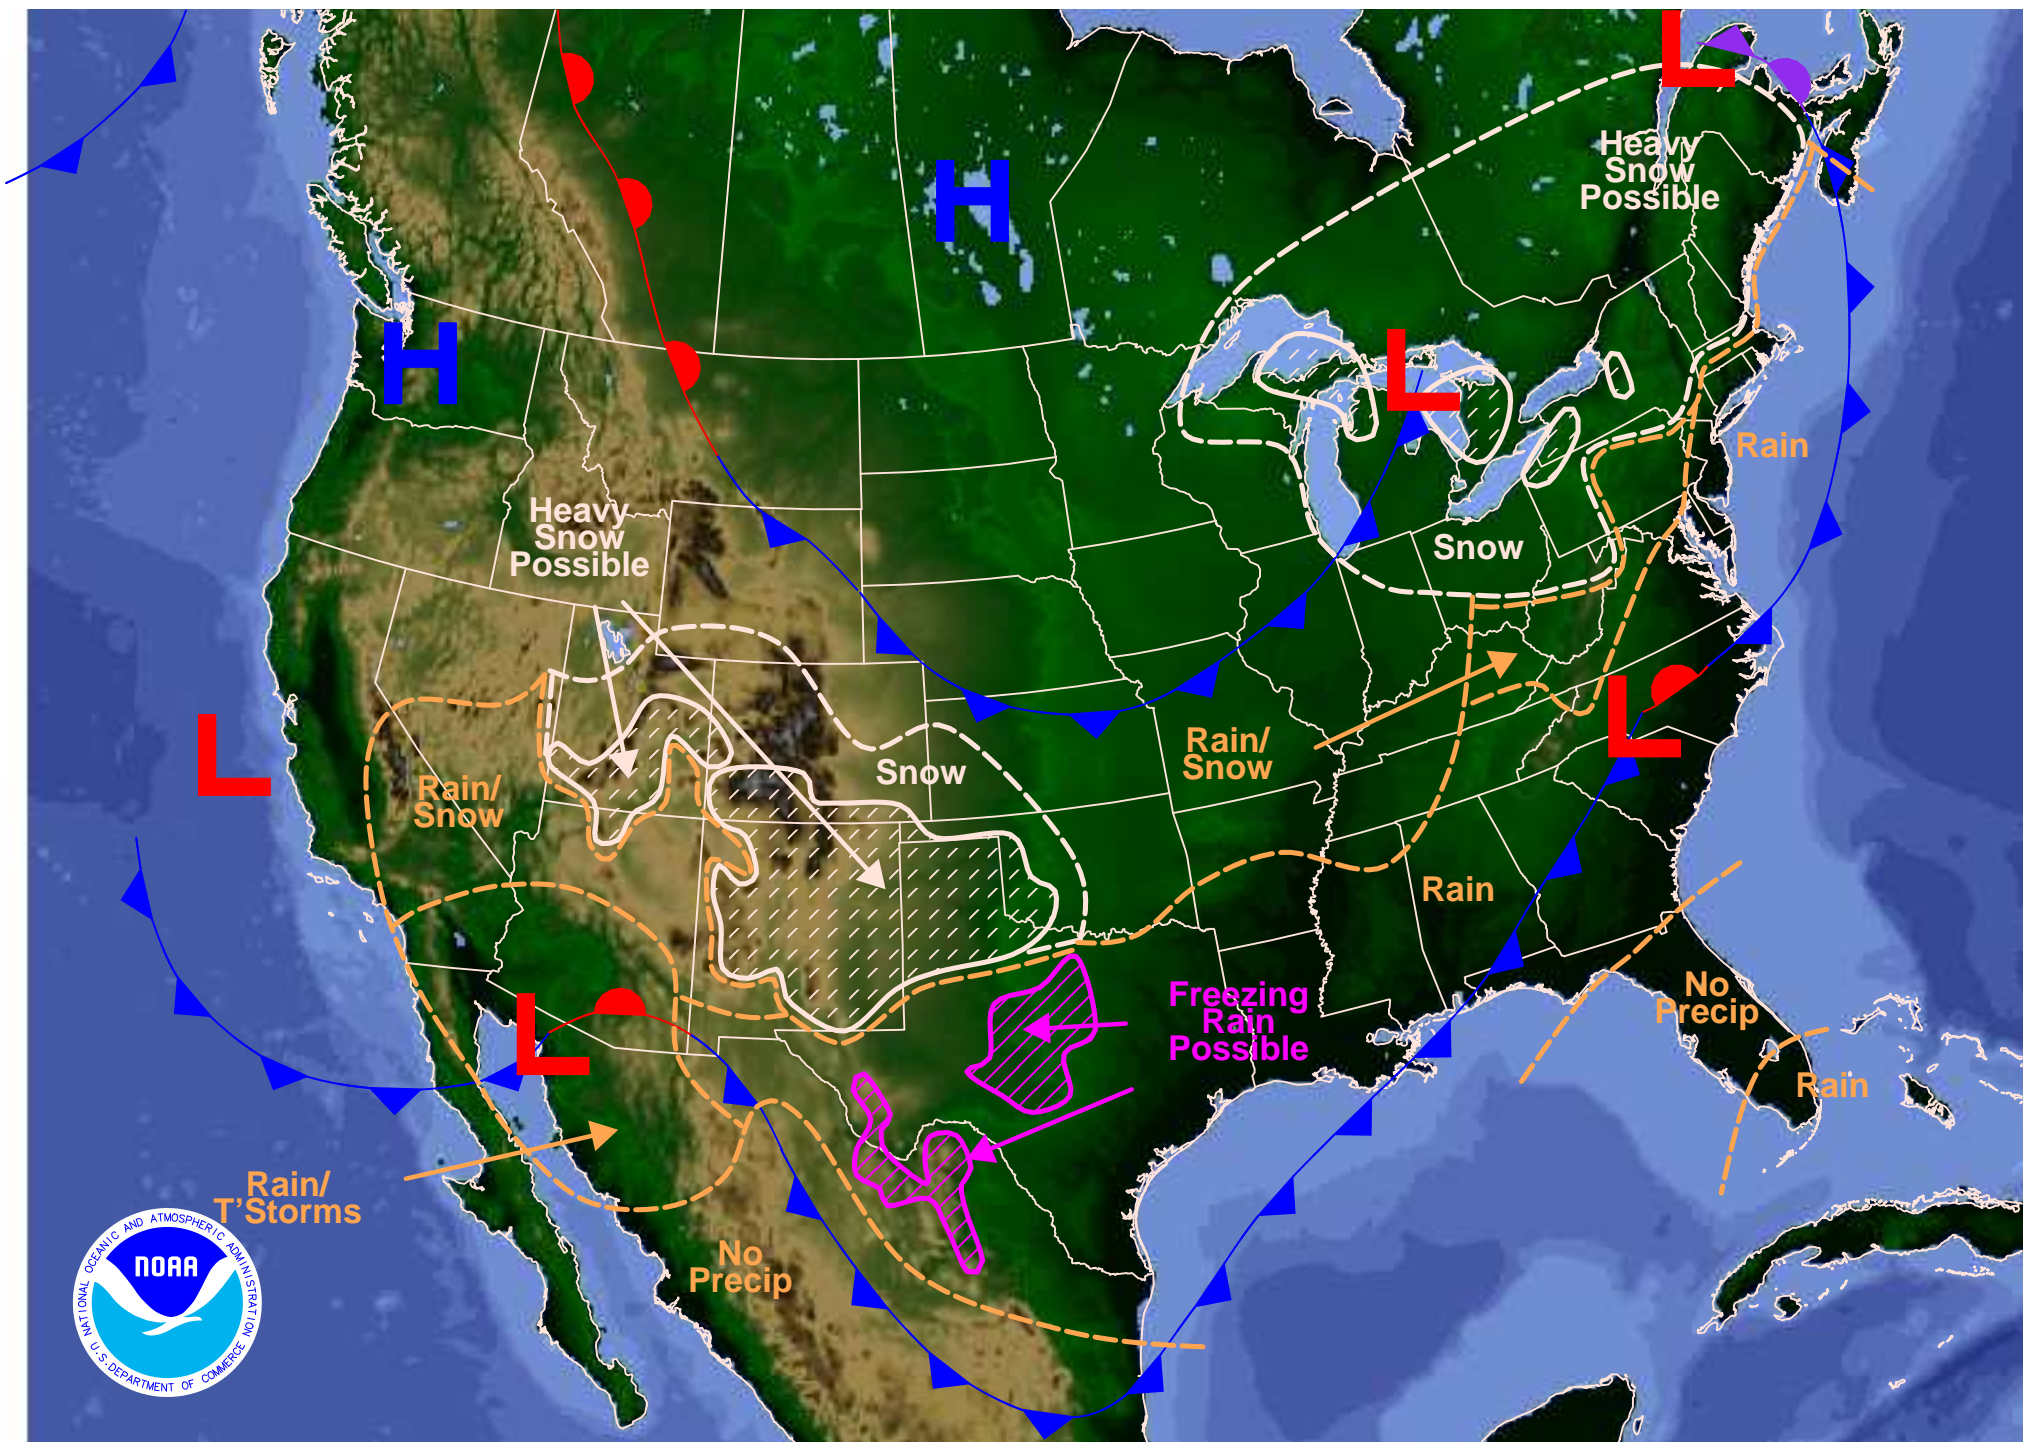 L
Heavy
Snow
Possible
H
H
L
Rain
Heavy
Snow
Possible
Snow
L
L
Rain/
Snow
Snow
Rain/
Snow
Rain
No
Precip
Freezing
Rain
Possible
L
Rain
Rain/
T'Storms
No
Precip
NATIONAL OCEANIC AND ATMOSPHERIC ADMINISTRATION
NOAA
U.S. DEPARTMENT OF COMMERCE